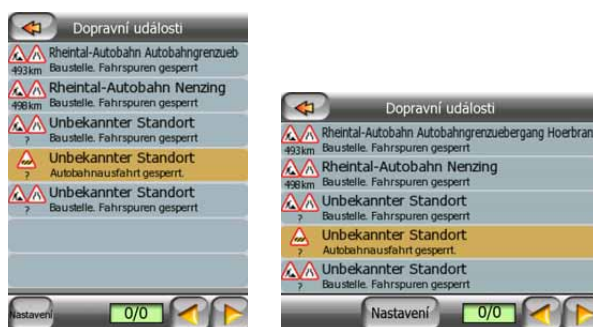 Dopravní události
Rheintal-Autobahn Autobahngrenzueb
493km Baustelle. Fahrspuren gesperrt
Rheintal-Autobahn Nenzing
498km Baustelle. Fahrspuren gesperrt
Unbekannter Standort
? Baustelle. Fahrspuren gesperrt
Unbekannter Standort
? Autobahnausfahrt gesperrt.
Unbekannter Standort
? Baustelle. Fahrspuren gesperrt
Nastavení 0/0
Dopravní události
Rheintal-Autobahn Autobahngrenzuebergang Hoerbran
493km Baustelle. Fahrspuren gesperrt
Rheintal-Autobahn Nenzing
498km Baustelle. Fahrspuren gesperrt
Unbekannter Standort
? Baustelle. Fahrspuren gesperrt
Unbekannter Standort
? Autobahnausfahrt gesperrt.
Unbekannter Standort
? Baustelle. Fahrspuren gesperrt
Nastavení 0/0